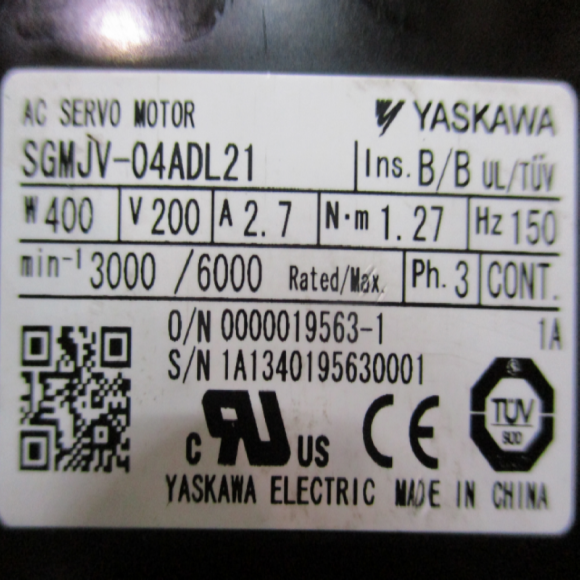 AC SERVO MOTOR YASKAWA
SGMJV-04ADL21 Ins. B/B UL/TÜV
W 400 V 200 A 2.7 N·m 1.27 Hz 150
min⁻¹ 3000 /6000 Rated/Max. Ph. 3 CONT.
O/N 0000019563-1 1A
S/N 1A1340195630001
C RU US CE TÜV
SÜD
YASKAWA ELECTRIC MADE IN CHINA